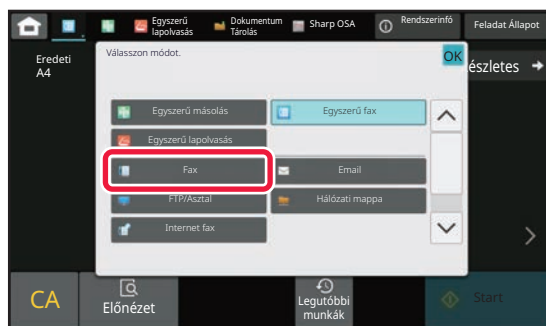 Egyszerű
lapolvasás
Dokumentum
Tárolás
Sharp OSA
Rendszerinfó
Feladat Állapot
Eredeti
A4
Válasszon módot.
OK
észletes
Egyszerű másolás
Egyszerű fax
Egyszerű lapolvasás
Fax
Email
FTP/Asztal
Hálózati mappa
Internet fax
CA
Előnézet
Legutóbbi
munkák
Start